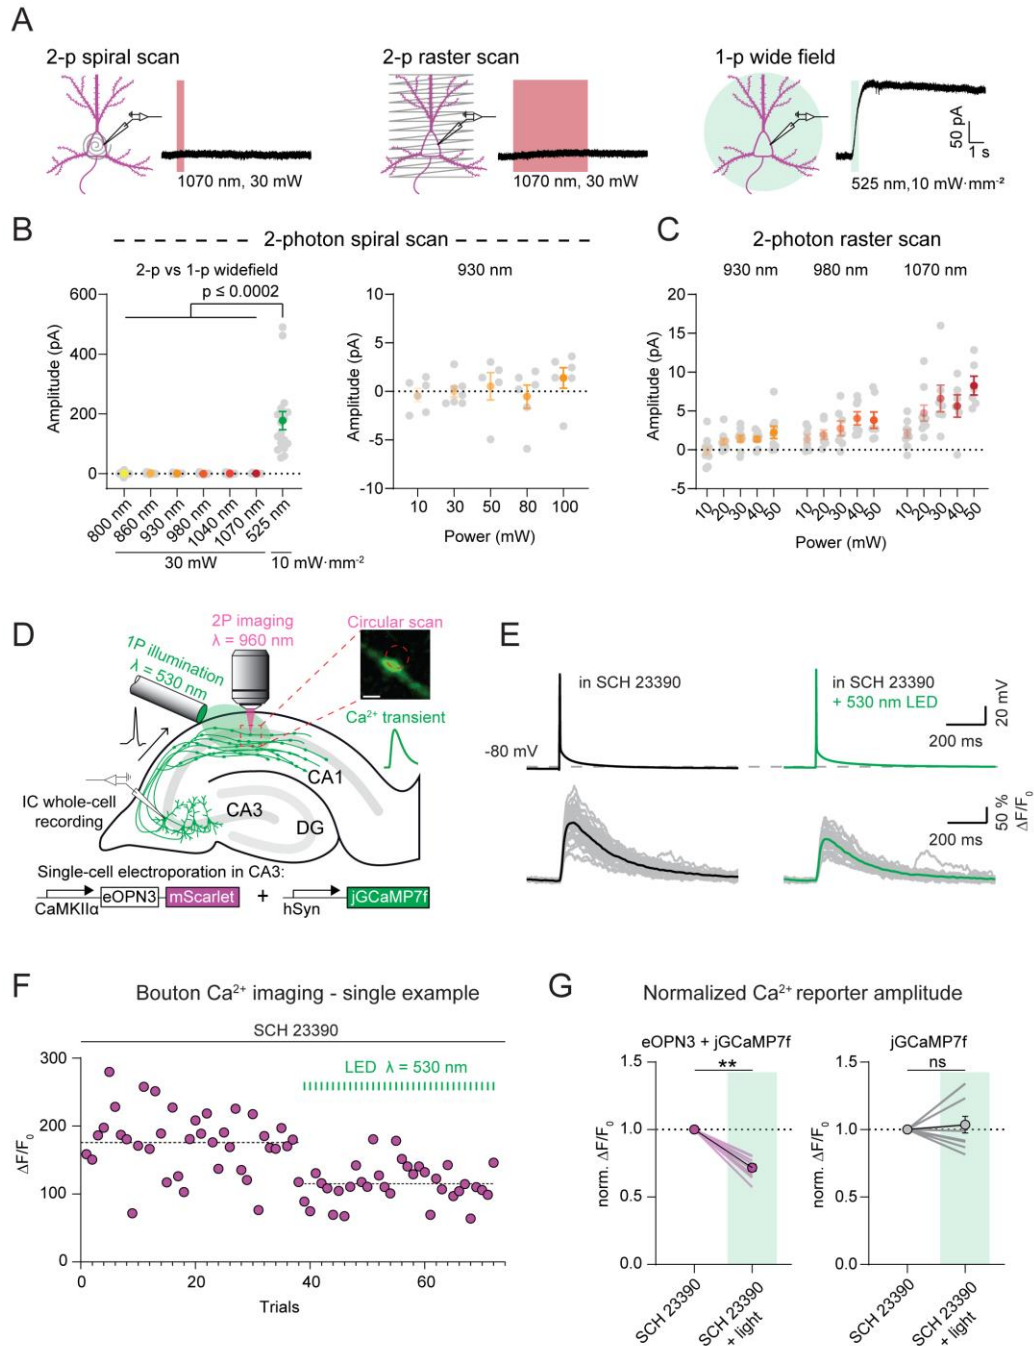 A
2-p spiral scan
2-p raster scan
1-p wide field
1070 nm, 30 mW
1070 nm, 30 mW
50 pA
1 s
525 nm,10 mW·mm⁻²
B
2-photon spiral scan
2-p vs 1-p widefield
p ≤ 0.0002
600
400
200
0
Amplitude (pA)
800 nm
860 nm
930 nm
980 nm
1040 nm
1070 nm
525 nm
30 mW
10 mW·mm⁻²
930 nm
10
5
0
-5
-10
Amplitude (pA)
10 30 50 80 100
Power (mW)
C
2-photon raster scan
930 nm 980 nm 1070 nm
20
15
10
5
0
-5
Amplitude (pA)
10 20 30 40 50 10 20 30 40 50 10 20 30 40 50
Power (mW)
D
1P illumination
λ = 530 nm
2P imaging
λ = 960 nm
Circular scan
Ca²⁺ transient
IC whole-cell
recording
CA1
CA3
DG
Single-cell electroporation in CA3:
CaMKIIα eOPN3 mScarlet + hSyn jGCaMP7f
E
in SCH 23390
-80 mV
in SCH 23390
+ 530 nm LED
20 mV
200 ms
50 %
ΔF/F₀
200 ms
F
Bouton Ca²⁺ imaging - single example
SCH 23390
LED λ = 530 nm
300
200
100
0
ΔF/F₀
0 20 40 60
Trials
G
Normalized Ca²⁺ reporter amplitude
eOPN3 + jGCaMP7f
**
1.5
1.0
0.5
0.0
norm. ΔF/F₀
SCH 23390
SCH 23390
+ light
jGCaMP7f
ns
1.5
1.0
0.5
0.0
norm. ΔF/F₀
SCH 23390
SCH 23390
+ light